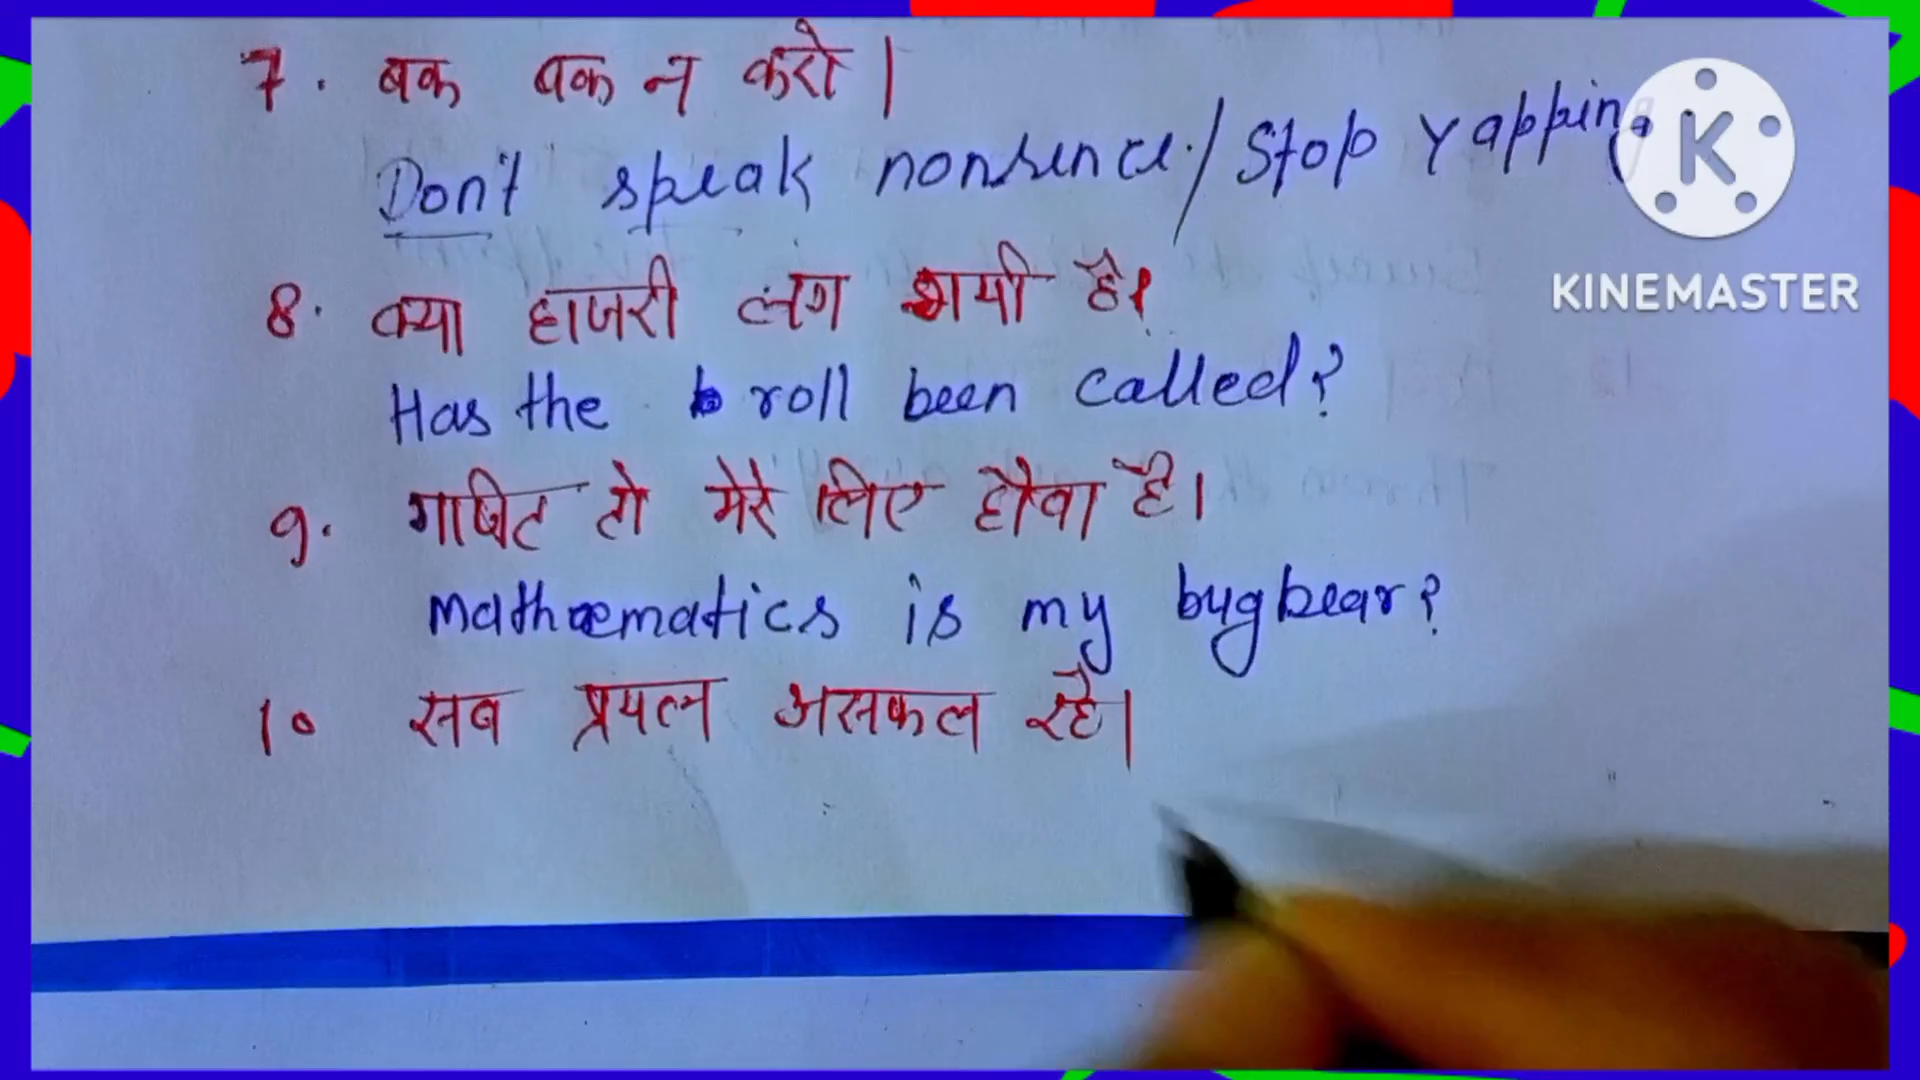 7. बक बक न करो।
Don't speak nonsence./Stop Yapping
KINEMASTER
8. क्या हाजरी लग गयी है?
Has the roll been called?
9. गाणित तो मेरे लिए हौवा है।
Mathematics is my bugbear?
10 सब प्रयत्न असफल रहे।